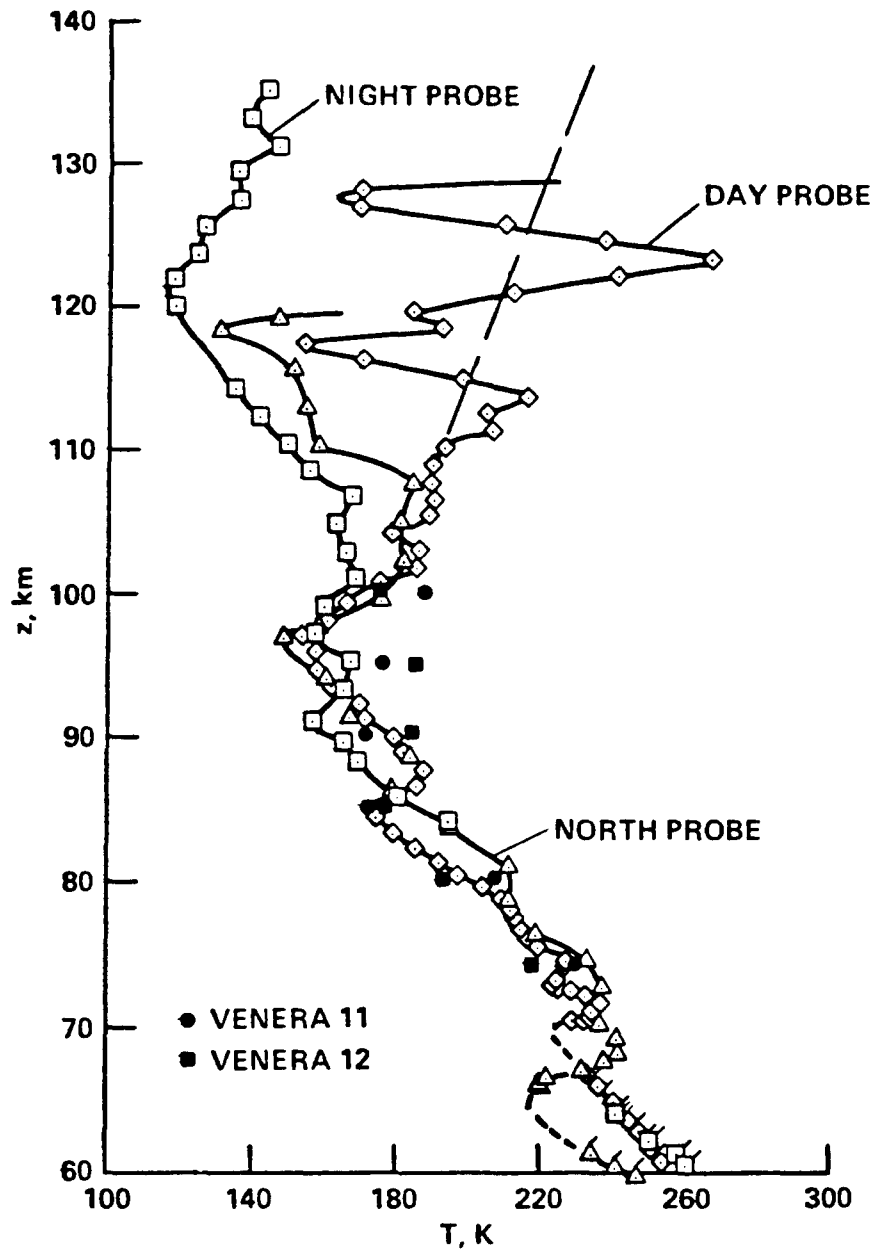 140
NIGHT PROBE
130
DAY PROBE
120
110
z, km
100
90
NORTH PROBE
80
● VENERA 11
70
■ VENERA 12
60
100 140 180 220 260 300
T, K